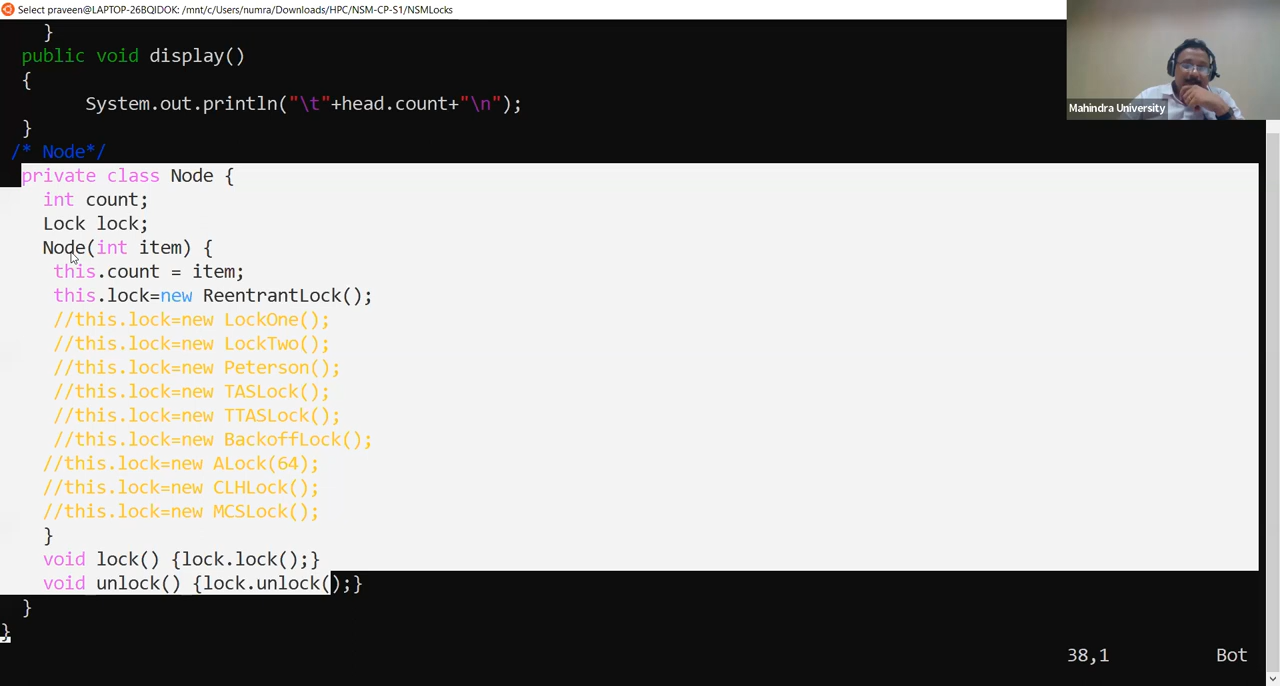 Select praveen@LAPTOP-26BQIDOK: /mnt/c/Users/numra/Downloads/HPC/NSM-CP-S1/NSMLocks
}
public void display()
{
System.out.println("\t"+head.count+"\n");
}
/* Node*/
private class Node {
int count;
Lock lock;
Node(int item) {
this.count = item;
this.lock=new ReentrantLock();
//this.lock=new LockOne();
//this.lock=new LockTwo();
//this.lock=new Peterson();
//this.lock=new TASLock();
//this.lock=new TTASLock();
//this.lock=new BackoffLock();
//this.lock=new ALock(64);
//this.lock=new CLHLock();
//this.lock=new MCSLock();
}
void lock() {lock.lock();}
void unlock() {lock.unlock();}
}
}
38,1 Bot
Mahindra University